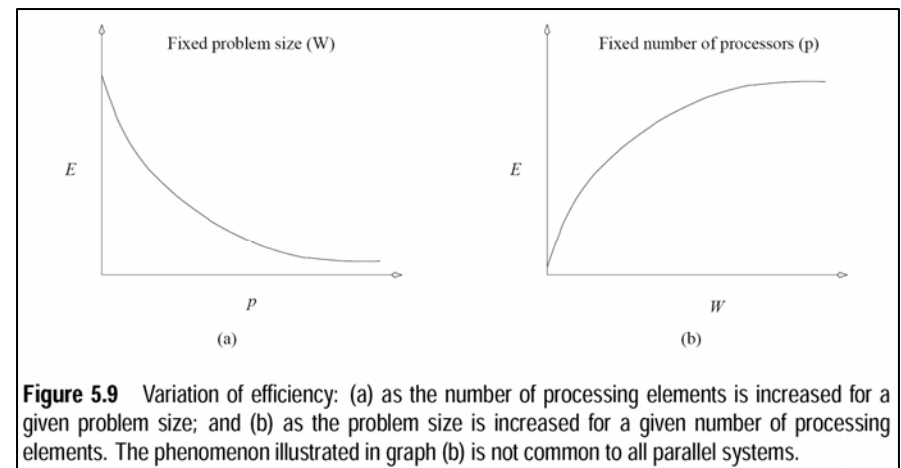 Fixed problem size (W)
E
p
(a)
Fixed number of processors (p)
E
W
(b)
Figure 5.9 Variation of efficiency: (a) as the number of processing elements is increased for a
given problem size; and (b) as the problem size is increased for a given number of processing
elements. The phenomenon illustrated in graph (b) is not common to all parallel systems.